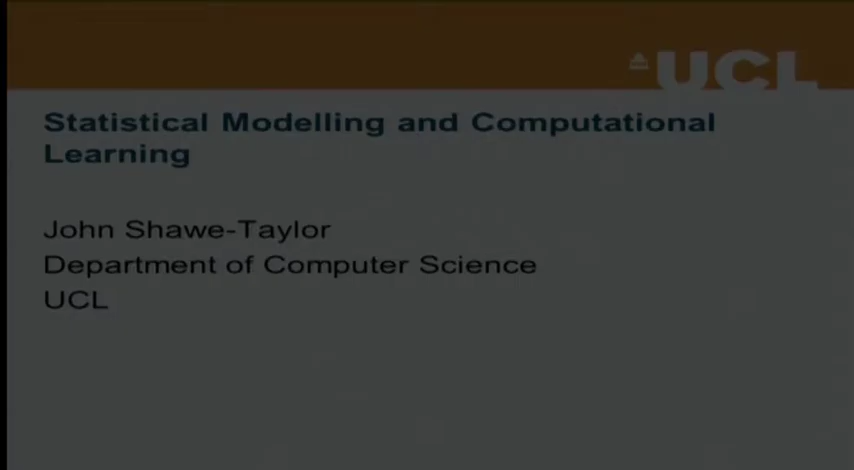 UCL
Statistical Modelling and Computational
Learning
John Shawe-Taylor
Department of Computer Science
UCL